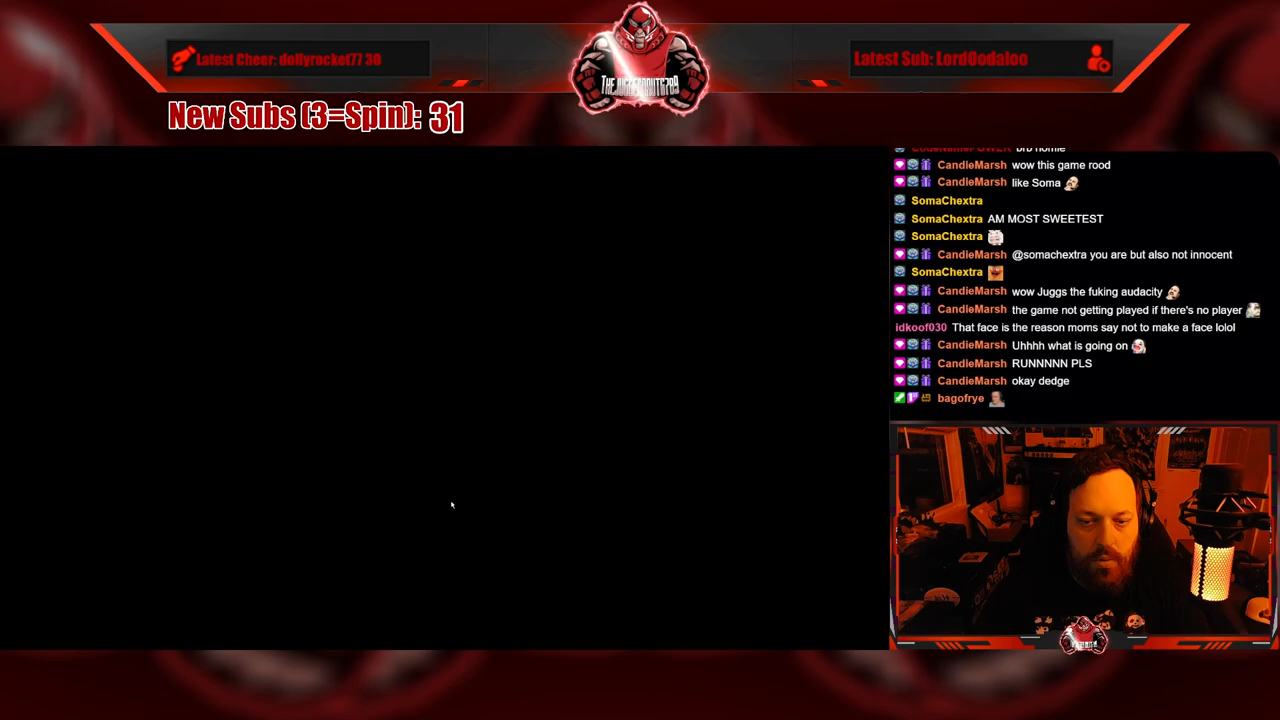 Latest Cheer: dollyrocket77 30
Latest Sub: LordOodaloo
New Subs (3=Spin): 31
CandieMarsh wow this game rood
CandieMarsh like Soma
SomaChextra
SomaChextra AM MOST SWEETEST
SomaChextra
CandieMarsh @somachextra you are but also not innocent
SomaChextra
CandieMarsh wow Juggs the fuking audacity
CandieMarsh the game not getting played if there's no player
idkoof030 That face is the reason moms say not to make a face lolol
CandieMarsh Uhhhh what is going on
CandieMarsh RUNNNNN PLS
CandieMarsh okay dedge
bagofrye